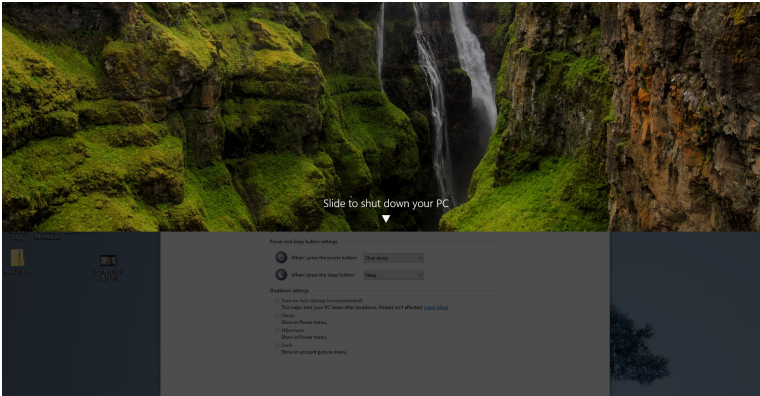 Slide to shut down your PC
Power and sleep button settings
When I press the power button: Shut down
When I press the sleep button: Sleep
Shutdown settings
Turn on fast startup (recommended)
This helps start your PC faster after shutdown. Restart isn't affected. Learn More
Sleep
Show in Power menu.
Hibernate
Show in Power menu.
Lock
Show in account picture menu.